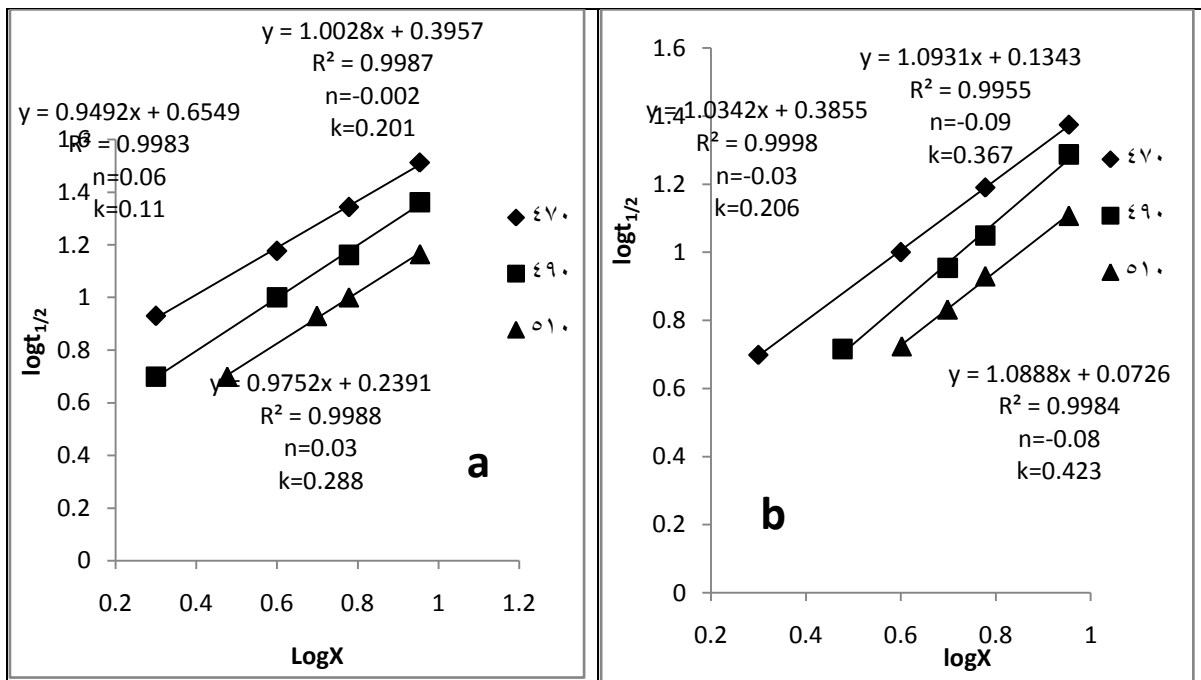 y = 1.0028x + 0.3957
R² = 0.9987
n=-0.002
k=0.201
y = 0.9492x + 0.6549
R² = 0.9983
n=0.06
k=0.11
1.6
1.4
1.2
1
0.8
0.6
0.4
0.2
0
logt1/2
٤٧٠
٤٩٠
٥١٠
y = 0.9752x + 0.2391
R² = 0.9988
n=0.03
k=0.288
a
0.2 0.4 0.6 0.8 1 1.2
LogX
y = 1.0931x + 0.1343
R² = 0.9955
n=-0.09
k=0.367
y = 1.0342x + 0.3855
R² = 0.9998
n=-0.03
k=0.206
1.6
1.4
1.2
1
0.8
0.6
0.4
0.2
0
logt1/2
٤٧٠
٤٩٠
٥١٠
y = 1.0888x + 0.0726
R² = 0.9984
n=-0.08
k=0.423
b
0.2 0.4 0.6 0.8 1
logX